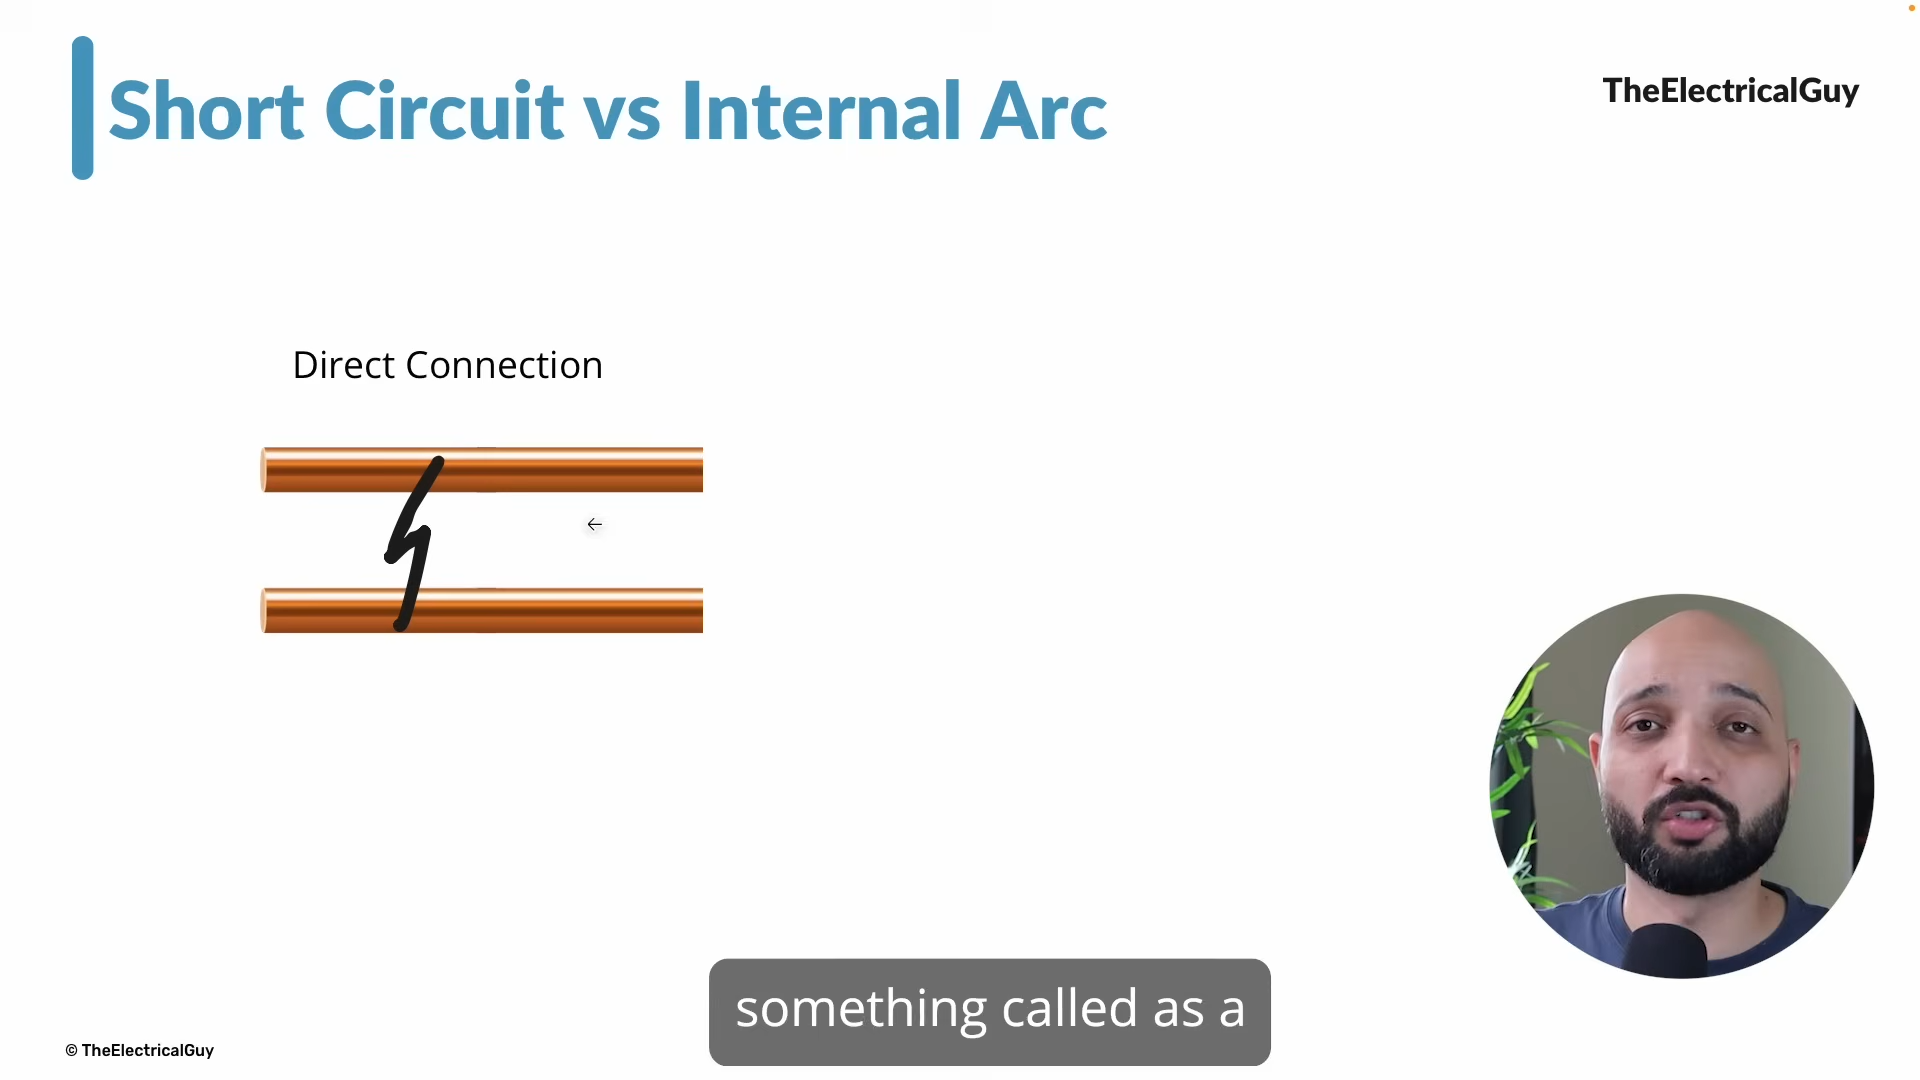 Short Circuit vs Internal Arc
TheElectricalGuy
Direct Connection
something called as a
© TheElectricalGuy